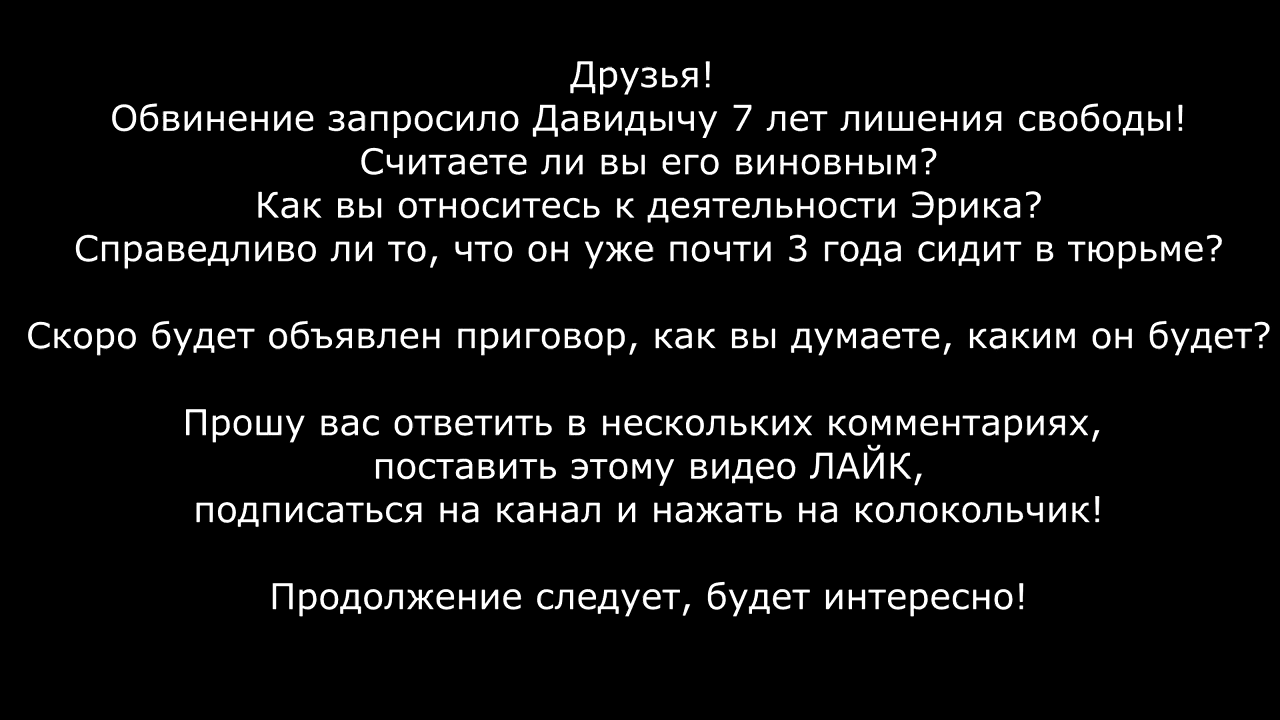 Друзья!
Обвинение запросило Давидычу 7 лет лишения свободы!
Считаете ли вы его виновным?
Как вы относитесь к деятельности Эрика?
Справедливо ли то, что он уже почти 3 года сидит в тюрьме?
Скоро будет объявлен приговор, как вы думаете, каким он будет?
Прошу вас ответить в нескольких комментариях,
поставить этому видео ЛАЙК,
подписаться на канал и нажать на колокольчик!
Продолжение следует, будет интересно!